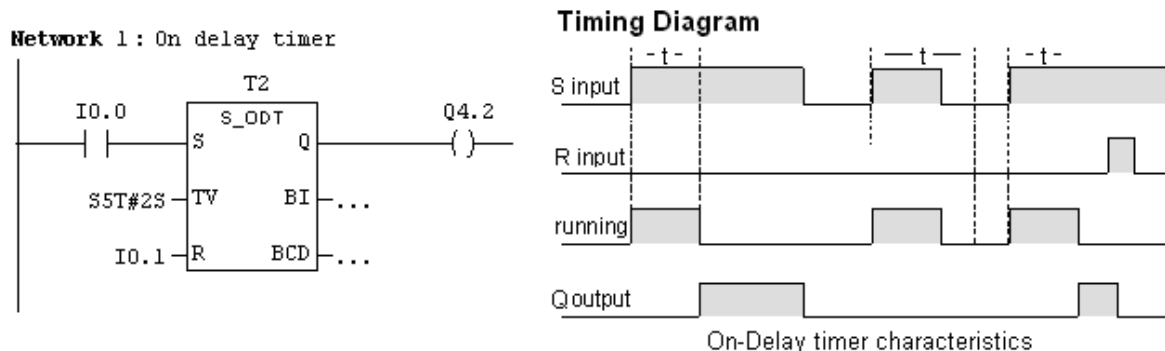 Network 1: On delay timer
T2
I0.0
S_ODT
Q4.2
S
Q
S5T#2S
TV
BI
...
I0.1
R
BCD
...
Timing Diagram
- t -
t
- t -
S input
R input
running
Q output
On-Delay timer characteristics